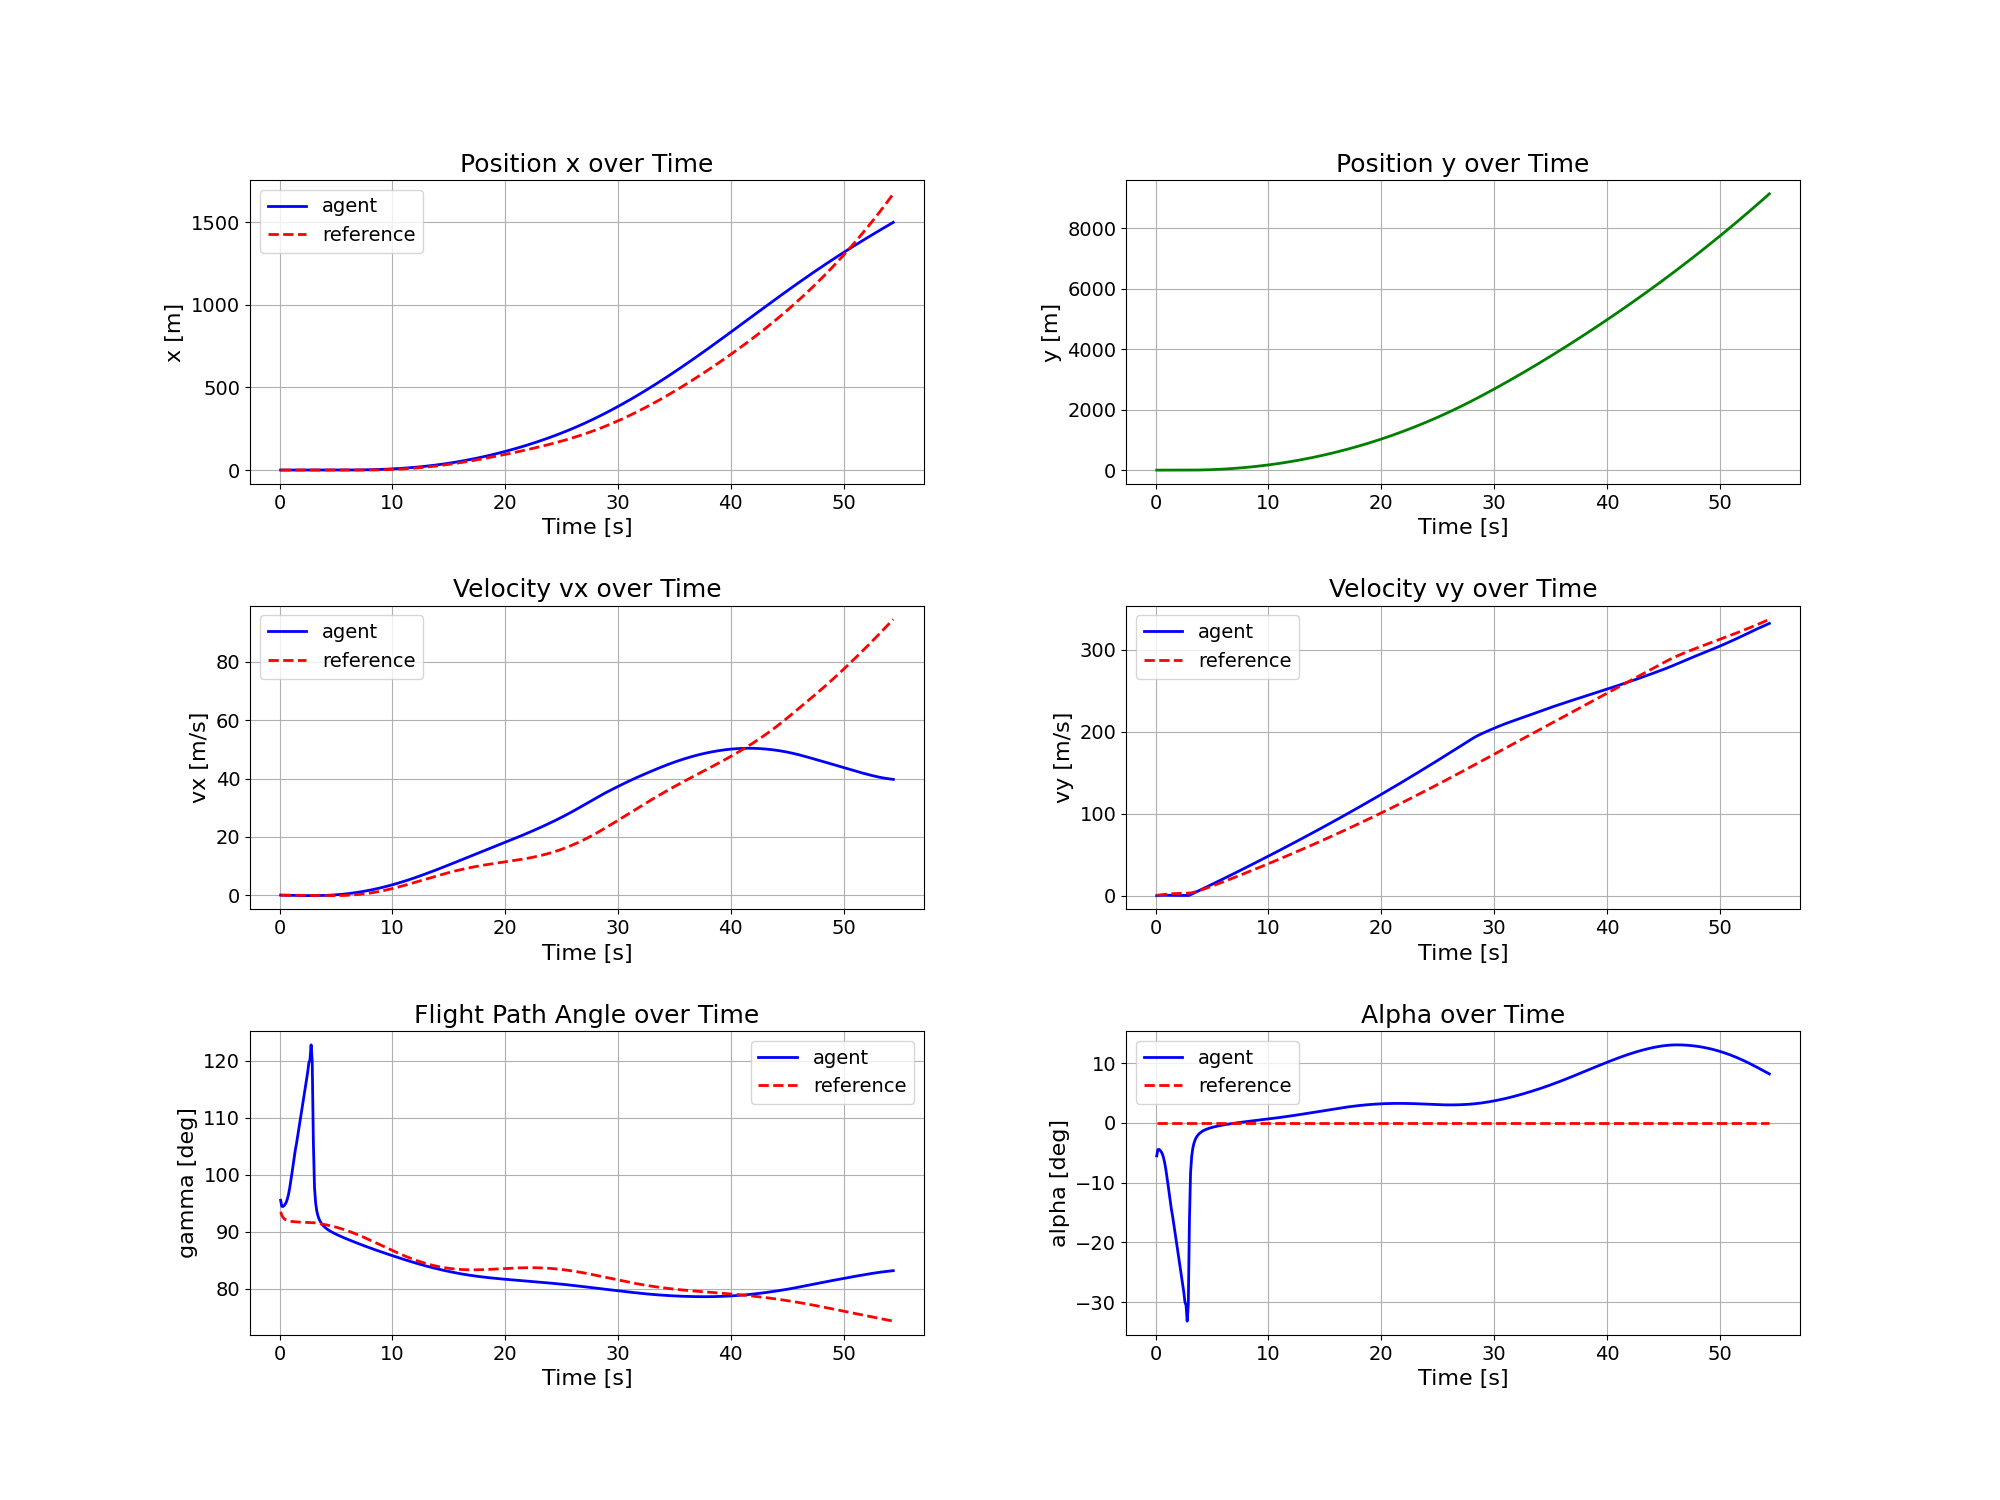 Position x over Time
agent
reference
x [m]
1500
1000
500
0
0 10 20 30 40 50
Time [s]
Position y over Time
y [m]
8000
6000
4000
2000
0
0 10 20 30 40 50
Time [s]
Velocity vx over Time
agent
reference
vx [m/s]
80
60
40
20
0
0 10 20 30 40 50
Time [s]
Velocity vy over Time
agent
reference
vy [m/s]
300
200
100
0
0 10 20 30 40 50
Time [s]
Flight Path Angle over Time
agent
reference
gamma [deg]
120
110
100
90
80
0 10 20 30 40 50
Time [s]
Alpha over Time
agent
reference
alpha [deg]
10
0
−10
−20
−30
0 10 20 30 40 50
Time [s]